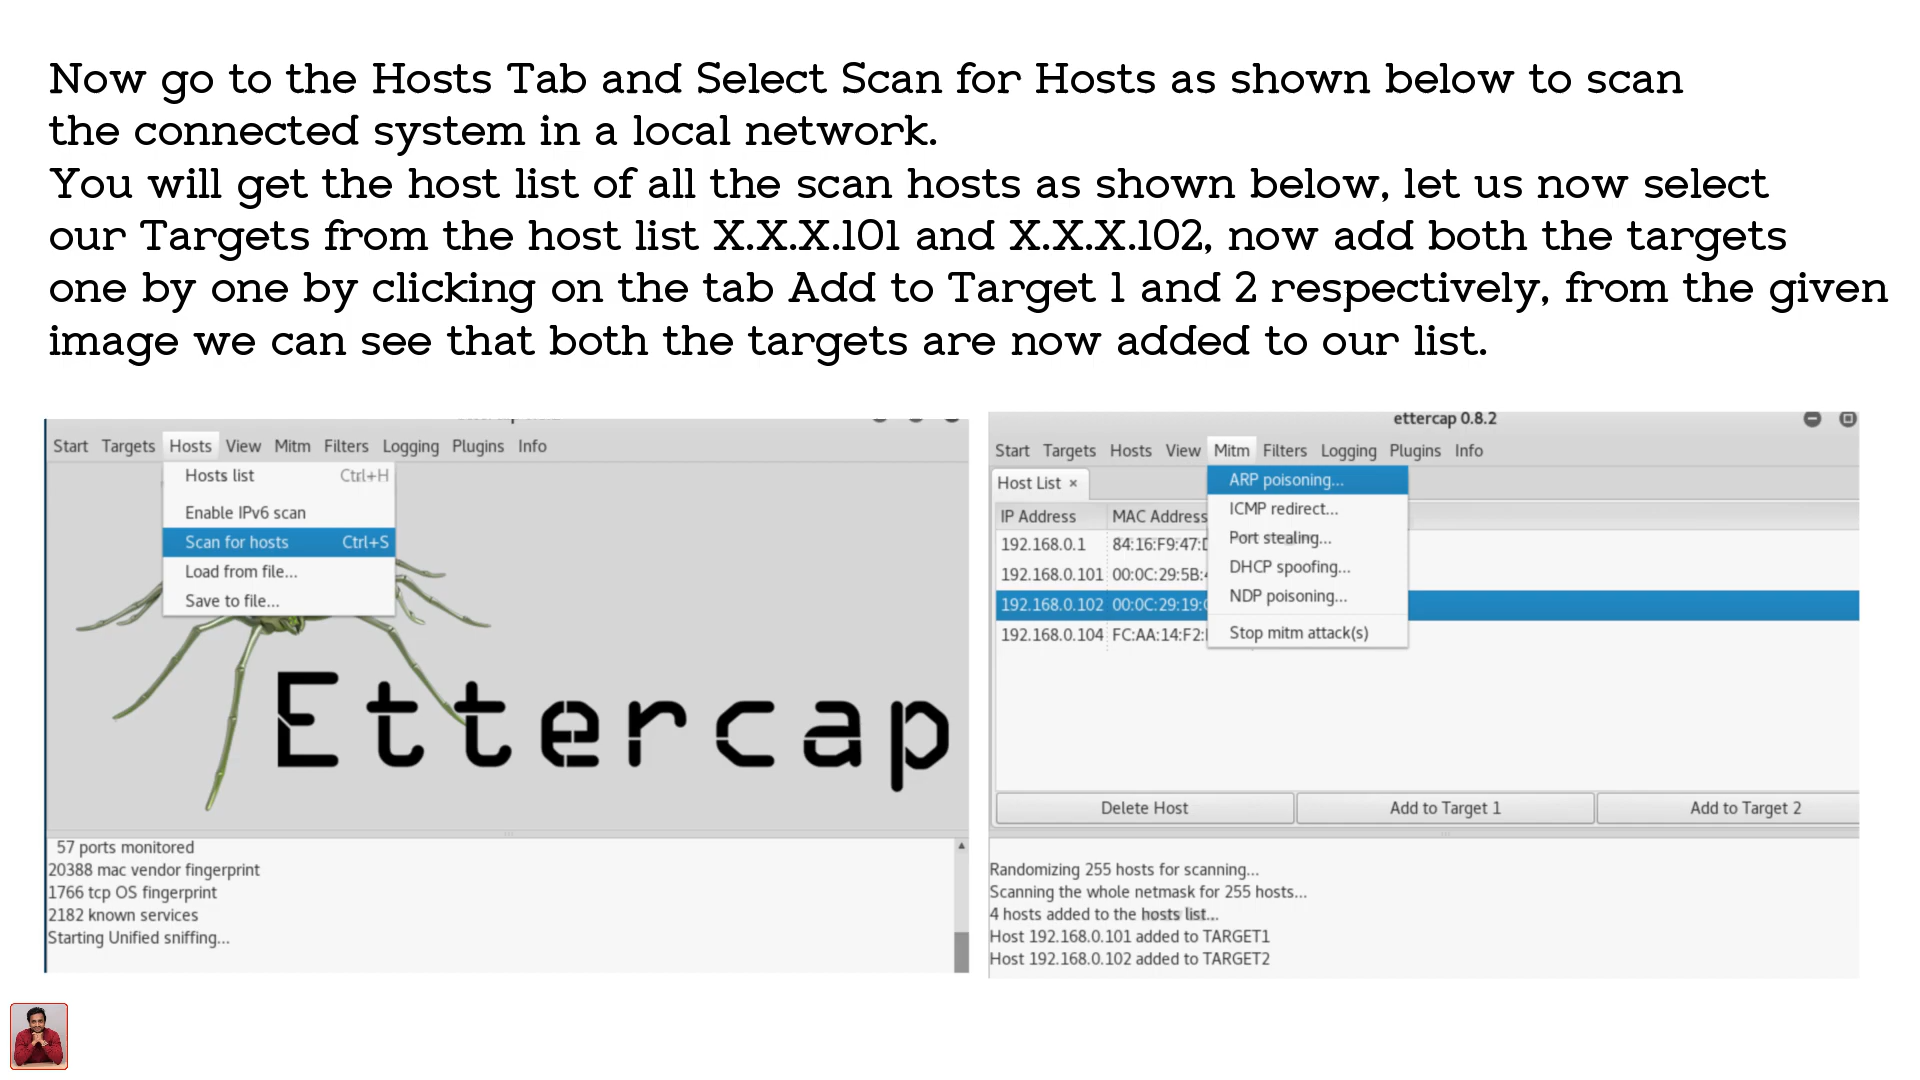 Now go to the Hosts Tab and Select Scan for Hosts as shown below to scan
the connected system in a local network.
You will get the host list of all the scan hosts as shown below, let us now select
our Targets from the host list X.X.X.101 and X.X.X.102, now add both the targets
one by one by clicking on the tab Add to Target 1 and 2 respectively, from the given
image we can see that both the targets are now added to our list.
Start Targets Hosts View Mitm Filters Logging Plugins Info
Hosts list Ctrl+H
Enable IPv6 scan
Scan for hosts Ctrl+S
Load from file...
Save to file...
Ettercap
57 ports monitored
20388 mac vendor fingerprint
1766 tcp OS fingerprint
2182 known services
Starting Unified sniffing...
ettercap 0.8.2
Start Targets Hosts View Mitm Filters Logging Plugins Info
Host List ×
ARP poisoning...
ICMP redirect...
Port stealing...
DHCP spoofing...
NDP poisoning...
Stop mitm attack(s)
IP Address MAC Address
192.168.0.1 84:16:F9:47:
192.168.0.101 00:0C:29:5B:
192.168.0.102 00:0C:29:19:
192.168.0.104 FC:AA:14:F2:
Delete Host Add to Target 1 Add to Target 2
Randomizing 255 hosts for scanning...
Scanning the whole netmask for 255 hosts...
4 hosts added to the hosts list...
Host 192.168.0.101 added to TARGET1
Host 192.168.0.102 added to TARGET2